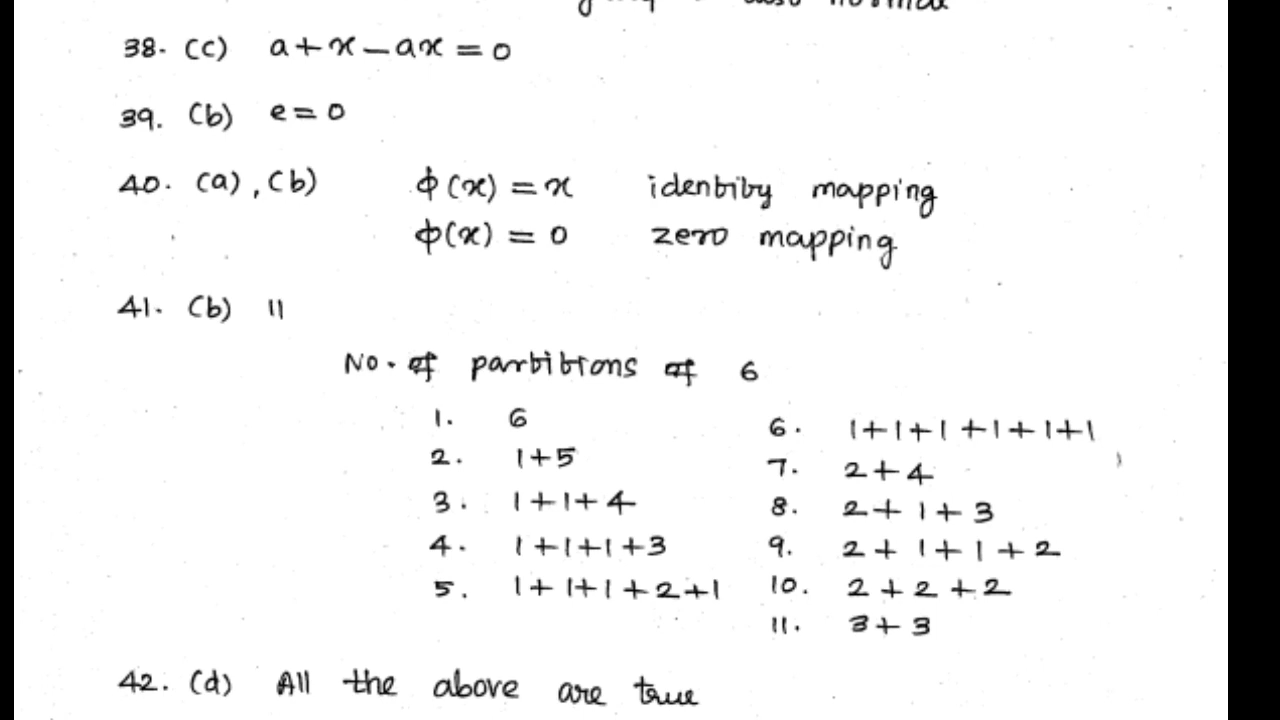 also normal
38. (c) a+x-ax=0
39. (b) e=0
40. (a),(b) ϕ(x)=x identity mapping
ϕ(x)=0 zero mapping
41. (b) 11
No. of partitions of 6
1. 6
2. 1+5
3. 1+1+4
4. 1+1+1+3
5. 1+1+1+2+1
6. 1+1+1+1+1+1
7. 2+4
8. 2+1+3
9. 2+1+1+2
10. 2+2+2
11. 3+3
42. (d) All the above are true